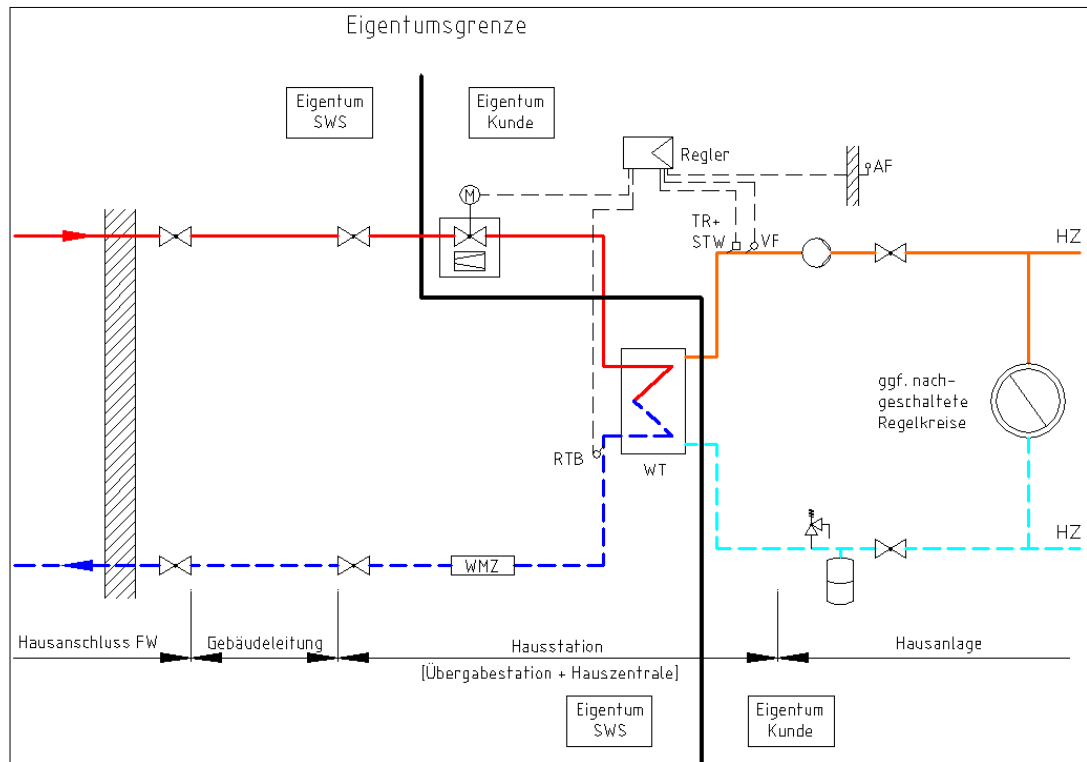 Eigentumsgrenze
Eigentum
SWS
Eigentum
Kunde
Regler
AF
M
TR+
STW
VF
HZ
ggf. nach-
geschaltete
Regelkreise
RTB
WT
HZ
WMZ
Hausanschluss FW
Gebäudeleitung
Hausstation
[Übergabestation + Hauszentrale]
Hausanlage
Eigentum
SWS
Eigentum
Kunde